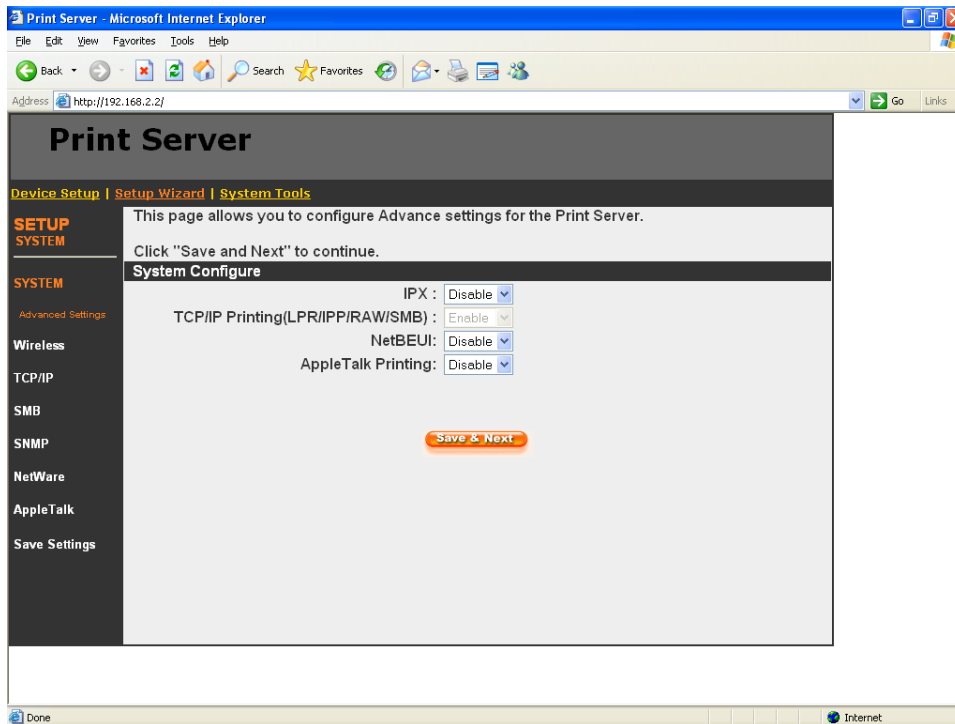 Print Server - Microsoft Internet Explorer
File Edit View Favorites Tools Help
Back Search Favorites
Address http://192.168.2.2/ Go Links
Print Server
Device Setup | Setup Wizard | System Tools
SETUP
SYSTEM
SYSTEM
Advanced Settings
Wireless
TCP/IP
SMB
SNMP
NetWare
AppleTalk
Save Settings
This page allows you to configure Advance settings for the Print Server.
Click "Save and Next" to continue.
System Configure
IPX : Disable
TCP/IP Printing(LPR/IPP/RAW/SMB) : Enable
NetBEUI: Disable
AppleTalk Printing: Disable
Save & Next
Done Internet